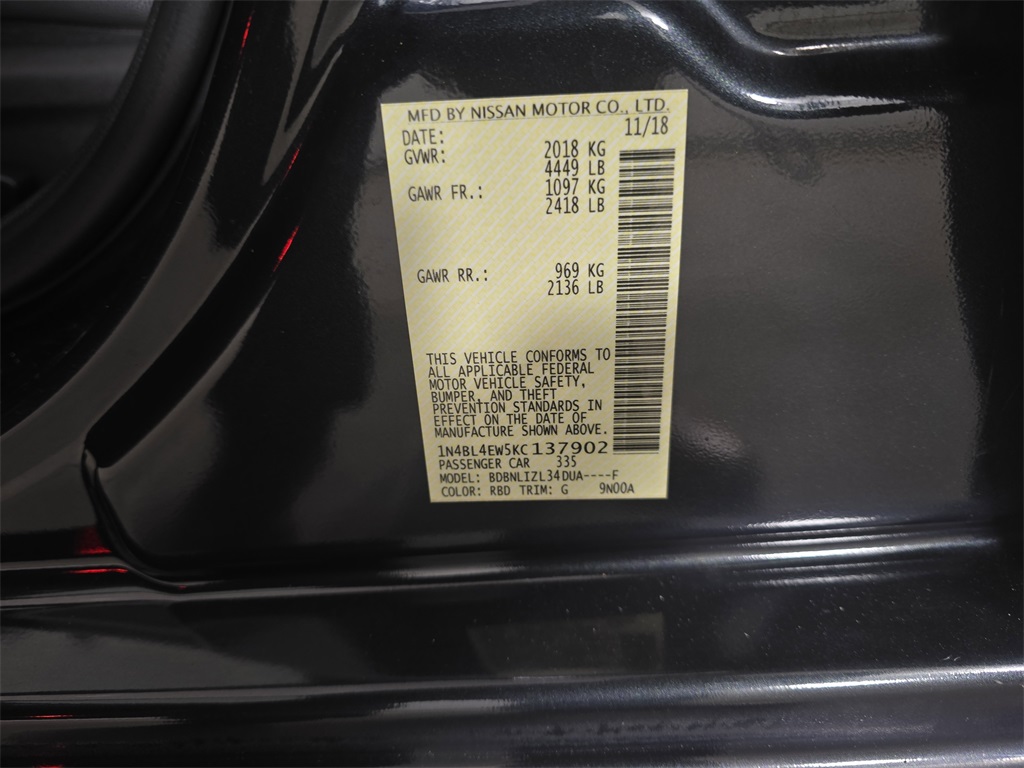 MFD BY NISSAN MOTOR CO., LTD.
DATE: 11/18
GVWR: 2018 KG
4449 LB
GAWR FR.: 1097 KG
2418 LB
GAWR RR.: 969 KG
2136 LB
THIS VEHICLE CONFORMS TO
ALL APPLICABLE FEDERAL
MOTOR VEHICLE SAFETY,
BUMPER, AND THEFT
PREVENTION STANDARDS IN
EFFECT ON THE DATE OF
MANUFACTURE SHOWN ABOVE.
1N4BL4EW5KC137902
PASSENGER CAR 335
MODEL: BDBNLIZL34DUA----F
COLOR: RBD TRIM: G 9N00A